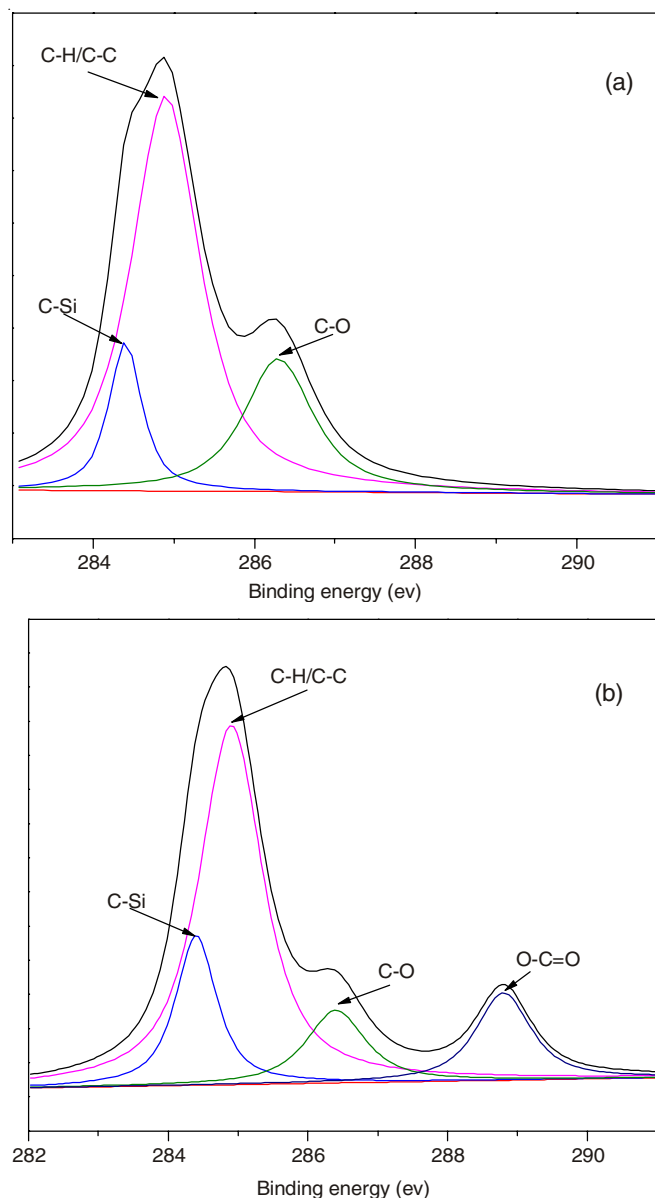 C-H/C-C
(a)
C-Si
C-O
284 286 288 290
Binding energy (ev)
C-H/C-C
(b)
C-Si
C-O
O-C=O
282 284 286 288 290
Binding energy (ev)